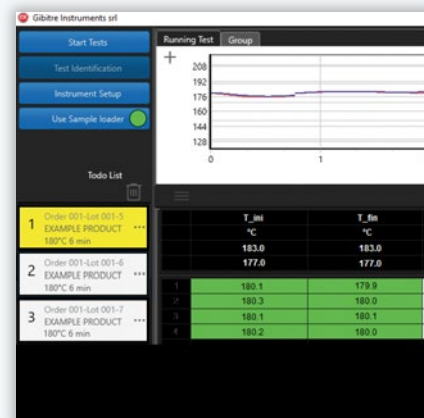 Gibitre Instruments srl
Start Tests
Test Identification
Instrument Setup
Use Sample loader
Todo List
1 Order 001-Lot 001-5
EXAMPLE PRODUCT ...
180°C 6 min
2 Order 001-Lot 001-6
EXAMPLE PRODUCT ...
180°C 6 min
3 Order 001-Lot 001-7
EXAMPLE PRODUCT ...
180°C 6 min
Running Test Group
208
192
176
160
144
128
0 1
T_ini T_fin
°C °C
183.0 183.0
177.0 177.0
1 180.1 179.9
2 180.3 180.0
3 180.1 180.1
4 180.2 180.0